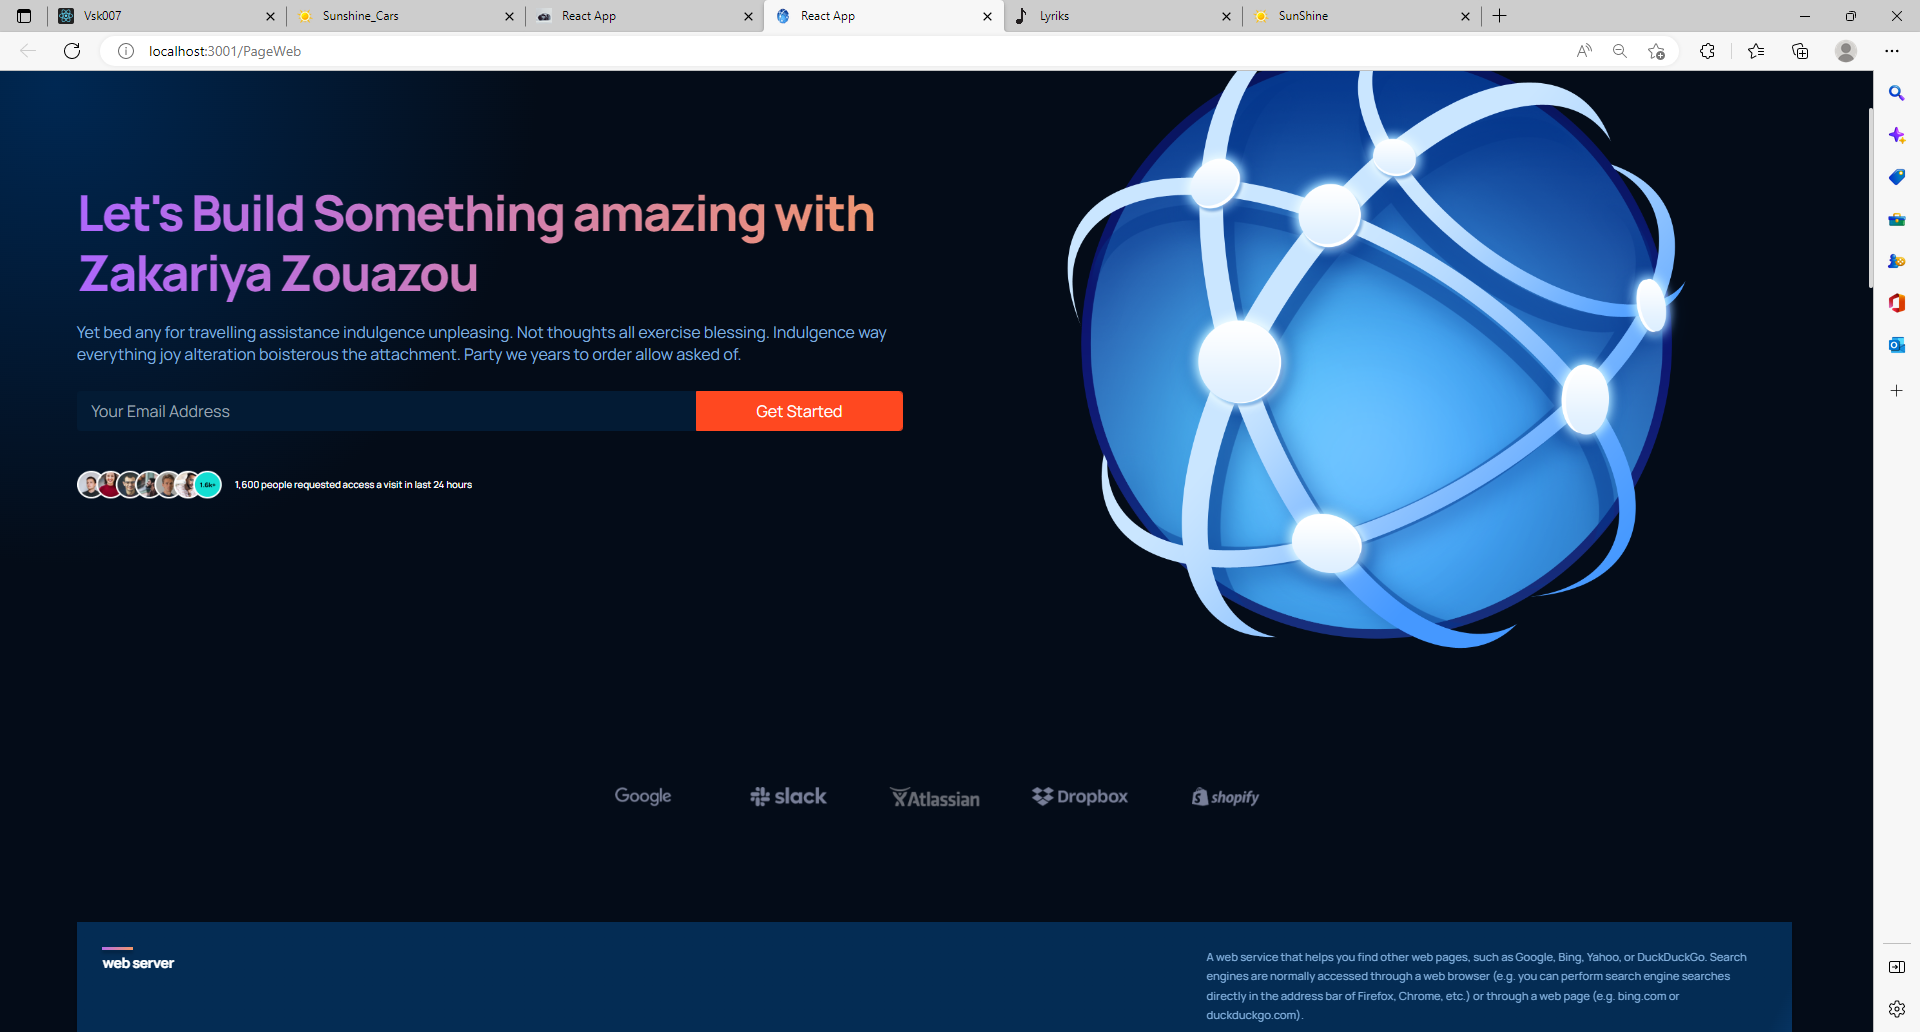 Vsk007
Sunshine_Cars
React App
React App
Lyriks
SunShine
localhost:3001/PageWeb
Let's Build Something amazing with
Zakariya Zouazou
Yet bed any for travelling assistance indulgence unpleasing. Not thoughts all exercise blessing. Indulgence way
everything joy alteration boisterous the attachment. Party we years to order allow asked of.
Your Email Address
Get Started
1.6k+
1,600 people requested access a visit in last 24 hours
Google
slack
Atlassian
Dropbox
shopify
web server
A web service that helps you find other web pages, such as Google, Bing, Yahoo, or DuckDuckGo. Search
engines are normally accessed through a web browser (e.g. you can perform search engine searches
directly in the address bar of Firefox, Chrome, etc.) or through a web page (e.g. bing.com or
duckduckgo.com).